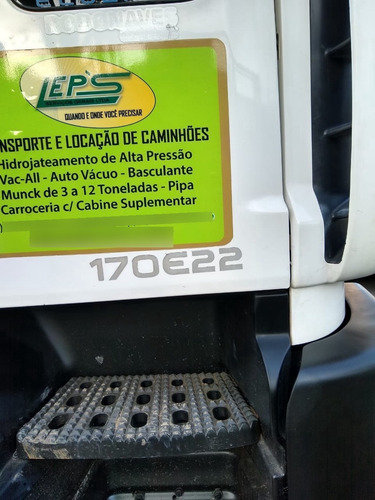 LEP'S
QUANDO E ONDE VOCÊ PRECISAR
NSPORTE E LOCAÇÃO DE CAMINHÕES
Hidrojateamento de Alta Pressão
Vac-All - Auto Vácuo - Basculante
Munck de 3 a 12 Toneladas - Pipa
Carroceria c/ Cabine Suplementar
170E22